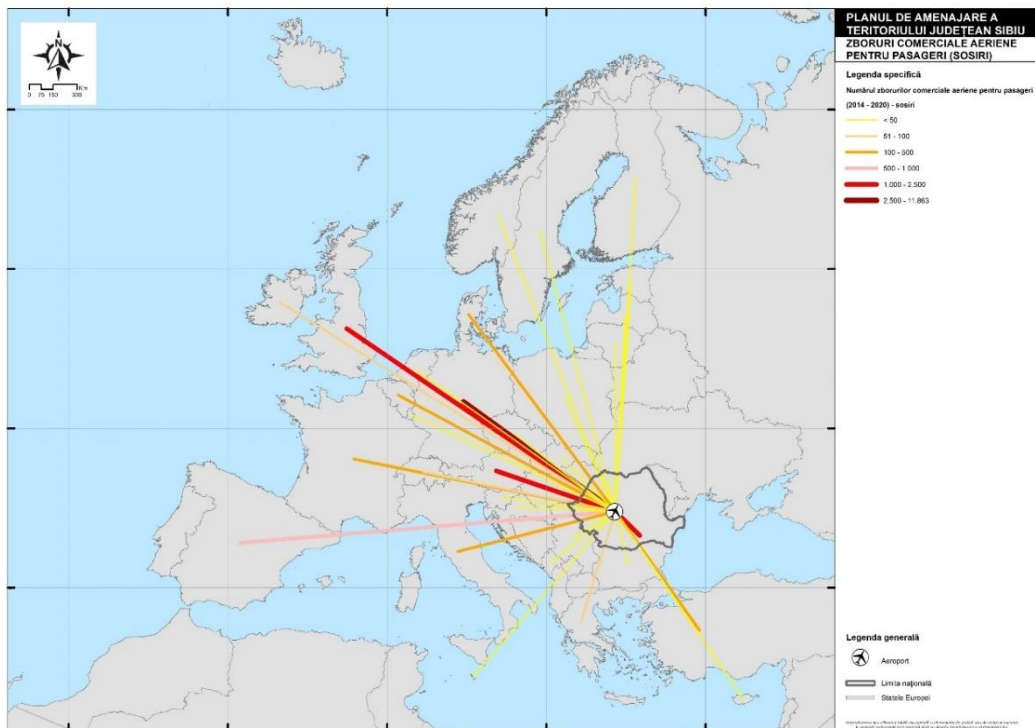 PLANUL DE AMENAJARE A
TERITORIULUI JUDEȚEAN SIBIU
ZBORURI COMERCIALE AERIENE
PENTRU PASAGERI (SOSIRI)
N
Km
0 75 150 300
Legenda specifică
Numărul zborurilor comerciale aeriene pentru pasageri
(2014 - 2020) - sosiri
< 50
51 - 100
100 - 500
500 - 1.000
1.000 - 2.500
2.500 - 11.863
Legenda generală
Aeroport
Limita națională
Statele Europei